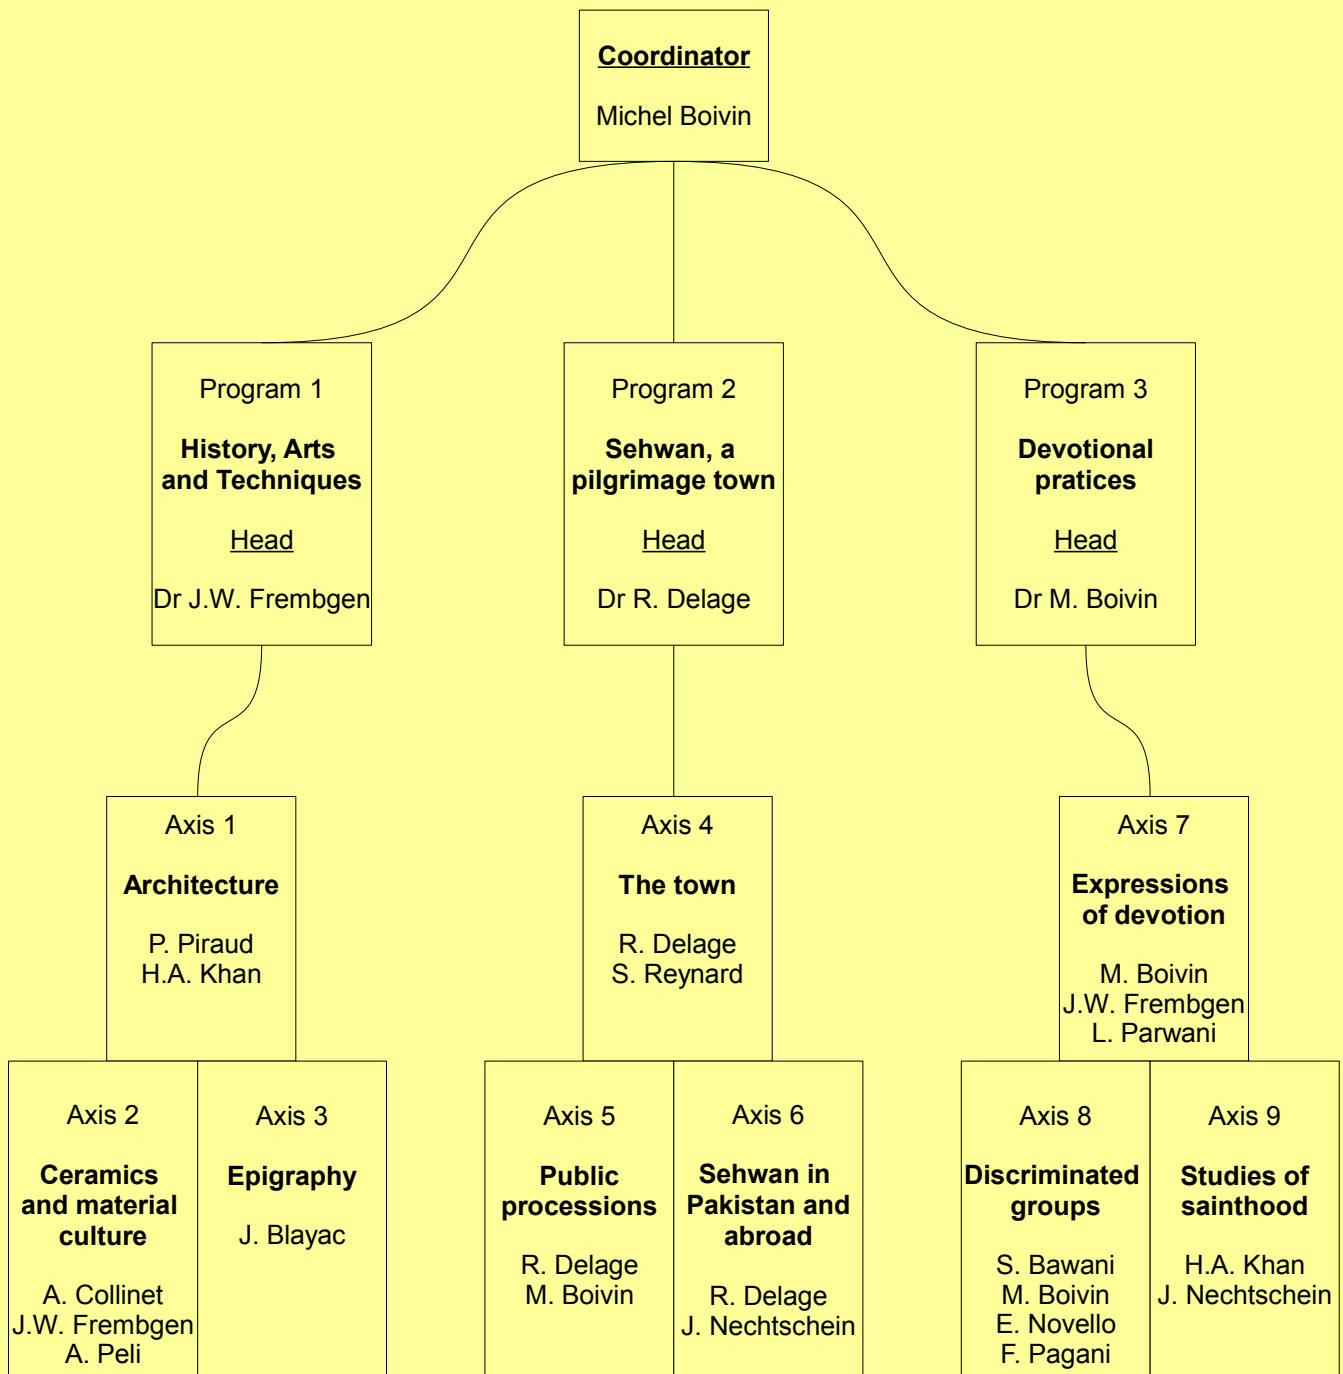 Coordinator
Michel Boivin
Program 1
History, Arts
and Techniques
Head
Dr J.W. Frembgen
Program 2
Sehwan, a
pilgrimage town
Head
Dr R. Delage
Program 3
Devotional
pratices
Head
Dr M. Boivin
Axis 1
Architecture
P. Piraud
H.A. Khan
Axis 4
The town
R. Delage
S. Reynard
Axis 7
Expressions
of devotion
M. Boivin
J.W. Frembgen
L. Parwani
Axis 2
Ceramics
and material
culture
A. Collinet
J.W. Frembgen
A. Peli
Axis 3
Epigraphy
J. Blayac
Axis 5
Public
processions
R. Delage
M. Boivin
Axis 6
Sehwan in
Pakistan and
abroad
R. Delage
J. Nechtschein
Axis 8
Discriminated
groups
S. Bawani
M. Boivin
E. Novello
F. Pagani
Axis 9
Studies of
sainthood
H.A. Khan
J. Nechtschein